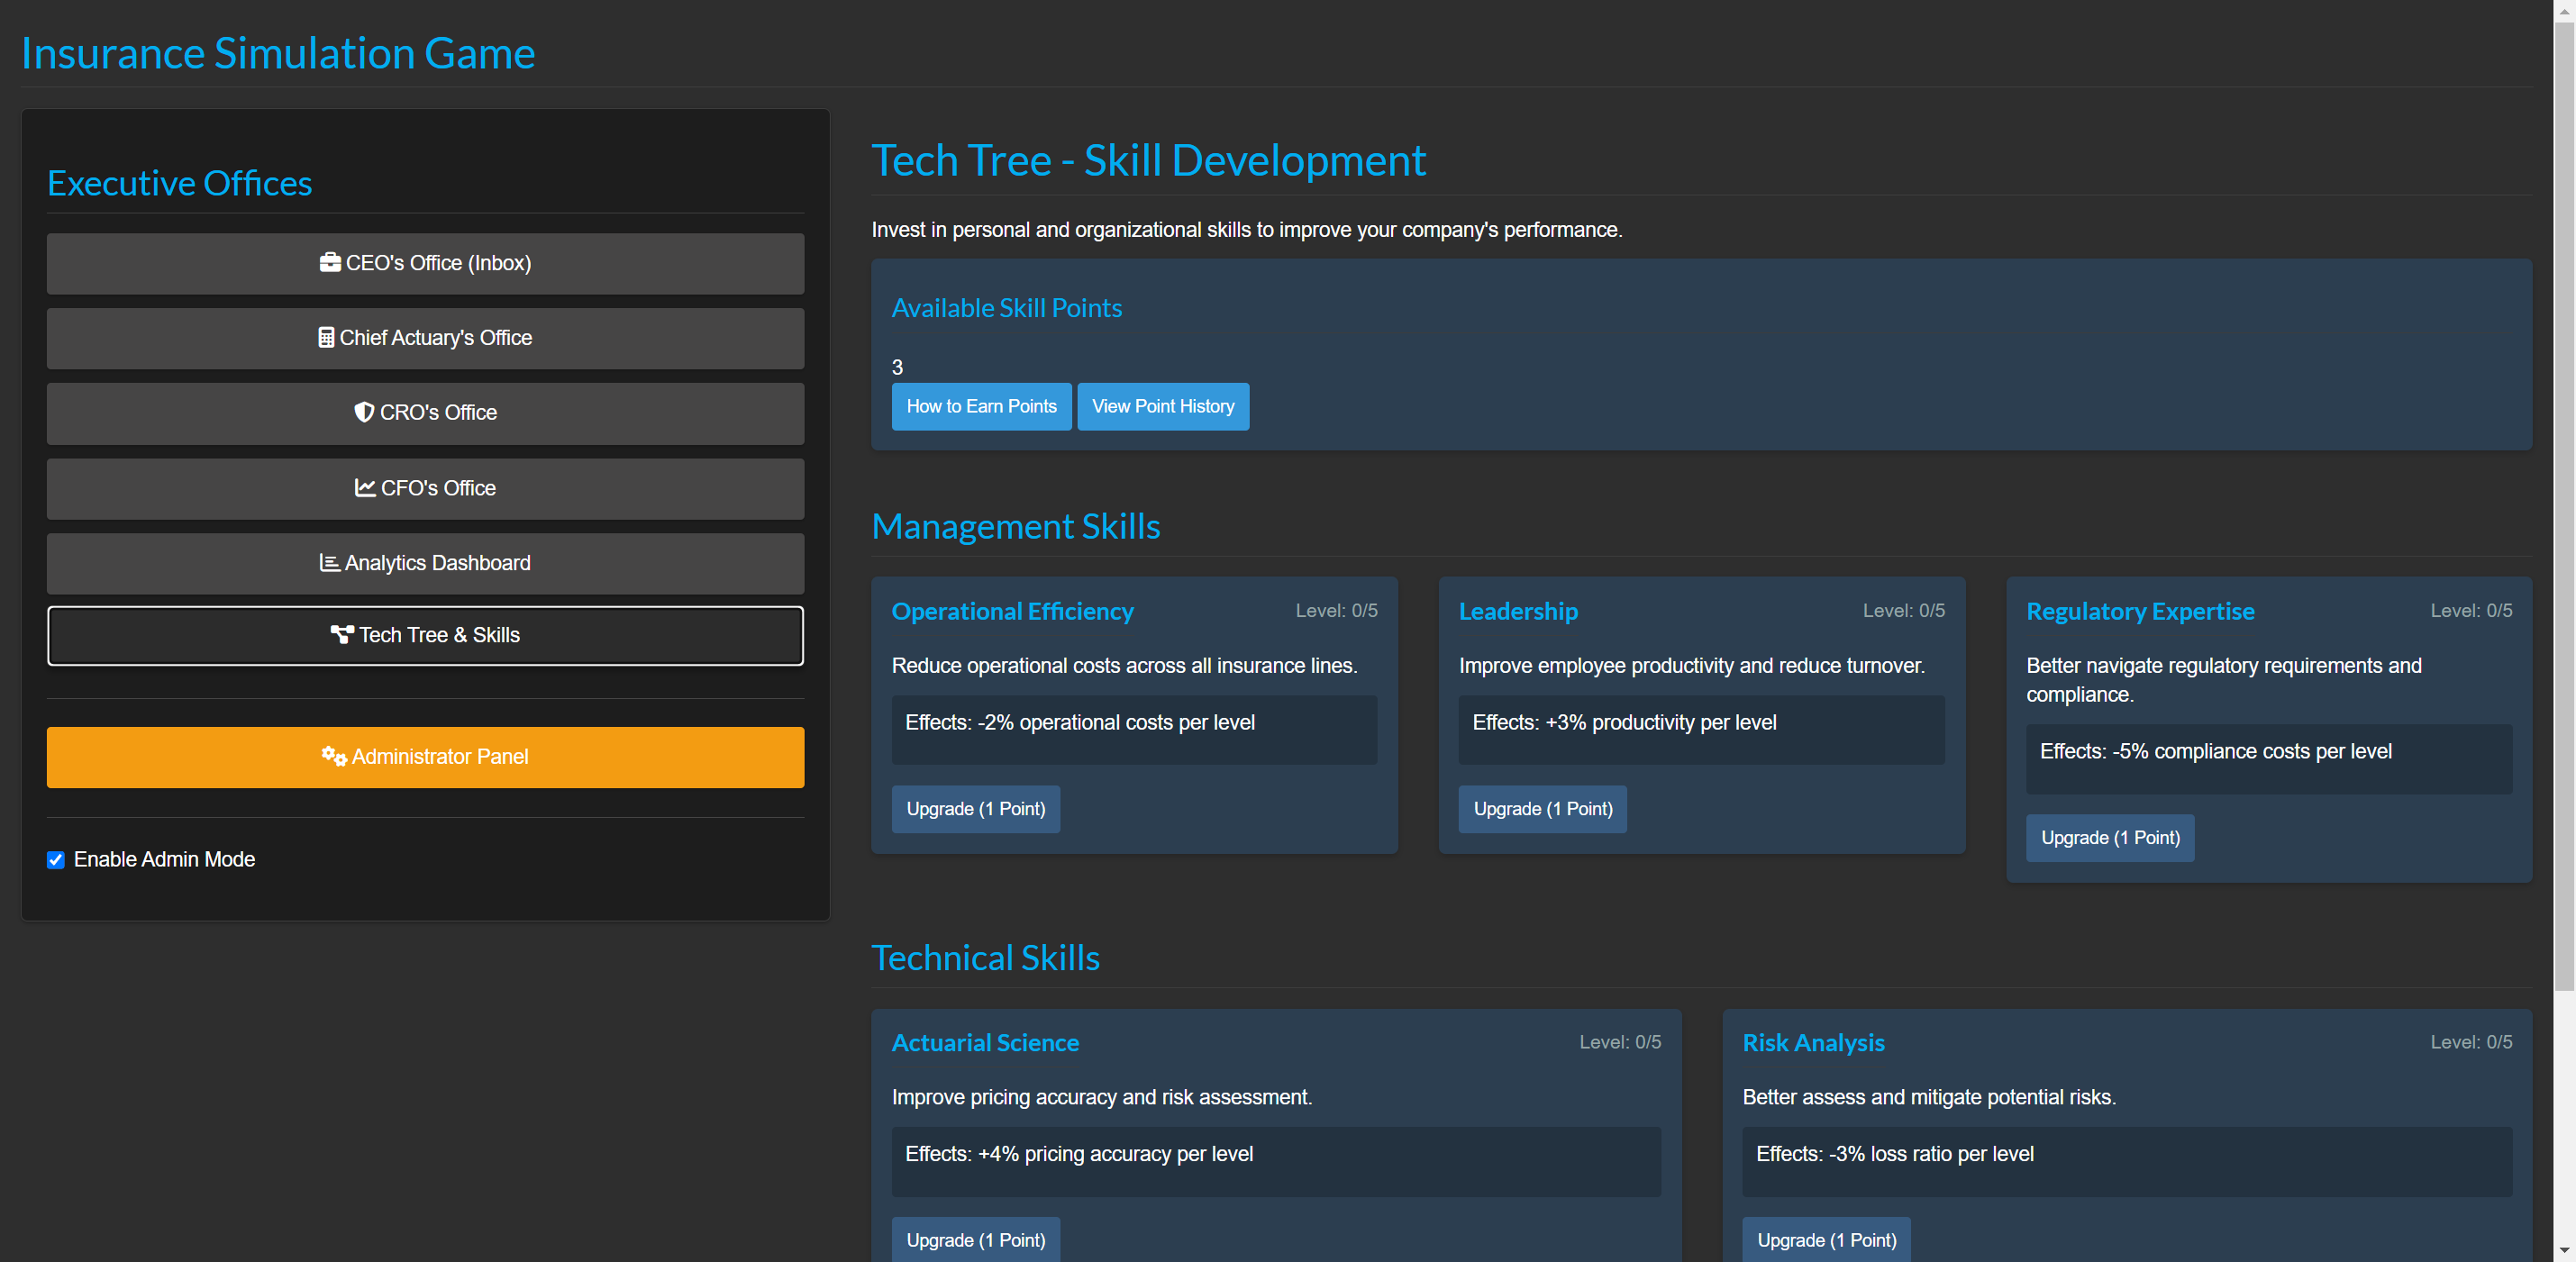 Insurance Simulation Game
Executive Offices
CEO's Office (Inbox)
Chief Actuary's Office
CRO's Office
CFO's Office
Analytics Dashboard
Tech Tree & Skills
Administrator Panel
Enable Admin Mode
Tech Tree - Skill Development
Invest in personal and organizational skills to improve your company's performance.
Available Skill Points
3
How to Earn Points
View Point History
Management Skills
Operational Efficiency
Level: 0/5
Reduce operational costs across all insurance lines.
Effects: -2% operational costs per level
Upgrade (1 Point)
Leadership
Level: 0/5
Improve employee productivity and reduce turnover.
Effects: +3% productivity per level
Upgrade (1 Point)
Regulatory Expertise
Level: 0/5
Better navigate regulatory requirements and
compliance.
Effects: -5% compliance costs per level
Upgrade (1 Point)
Technical Skills
Actuarial Science
Level: 0/5
Improve pricing accuracy and risk assessment.
Effects: +4% pricing accuracy per level
Upgrade (1 Point)
Risk Analysis
Level: 0/5
Better assess and mitigate potential risks.
Effects: -3% loss ratio per level
Upgrade (1 Point)